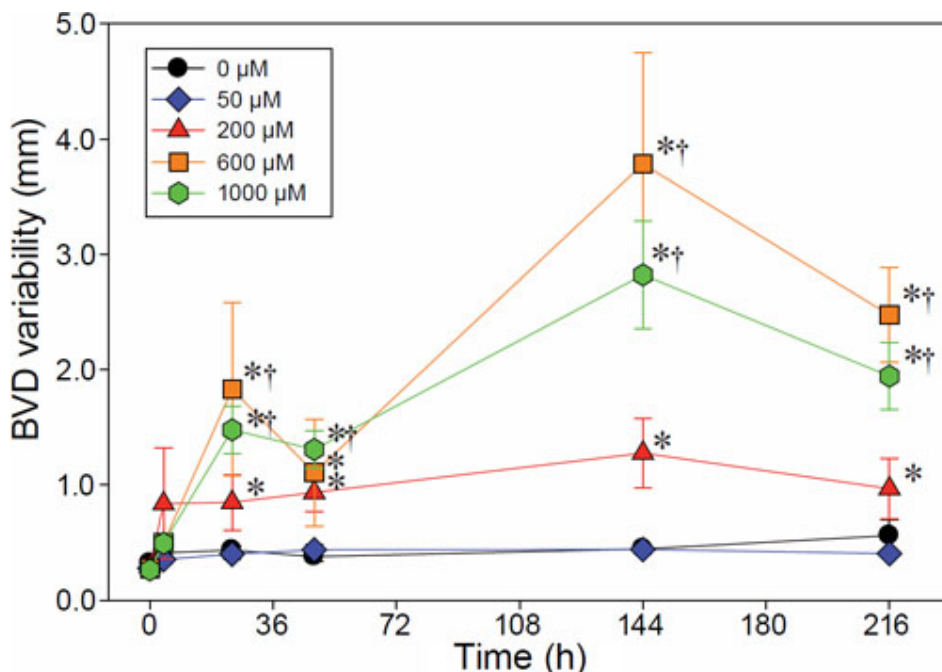 5.0
4.0
3.0
2.0
1.0
0.0
BVD variability (mm)
0 µM
50 µM
200 µM
600 µM
1000 µM
*†
*†
*†
*†
*
*†
*
*
*
*†
*†
*
0 36 72 108 144 180 216
Time (h)